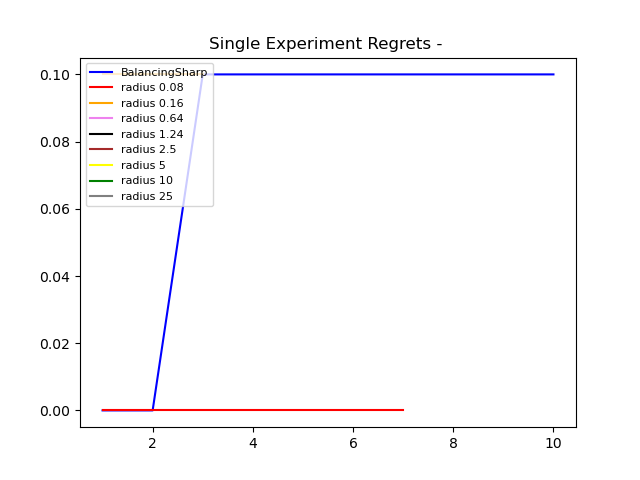 Single Experiment Regrets -
0.10
0.08
0.06
0.04
0.02
0.00
BalancingSharp
radius 0.08
radius 0.16
radius 0.64
radius 1.24
radius 2.5
radius 5
radius 10
radius 25
2
4
6
8
10